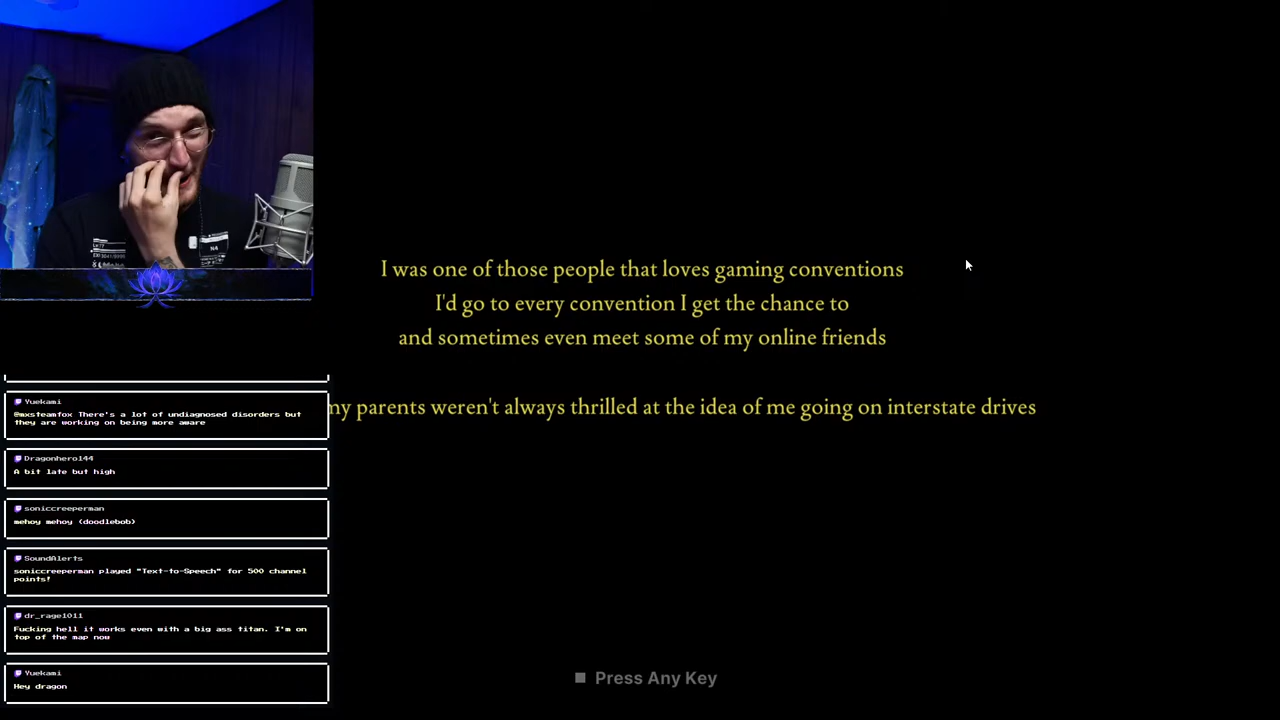 I was one of those people that loves gaming conventions
I'd go to every convention I get the chance to
and sometimes even meet some of my online friends
my parents weren't always thrilled at the idea of me going on interstate drives
Press Any Key
N4
Yuekami
@mxsteamfox There's a lot of undiagnosed disorders but
they are working on being more aware
Dragonhero144
A bit late but high
soniccreeperman
mehoy mehoy (doodlebob)
SoundAlerts
soniccreeperman played "Text-to-Speech" for 500 channel
points!
dr_rage1011
Fucking hell it works even with a big ass titan. I'm on
top of the map now
Yuekami
Hey dragon